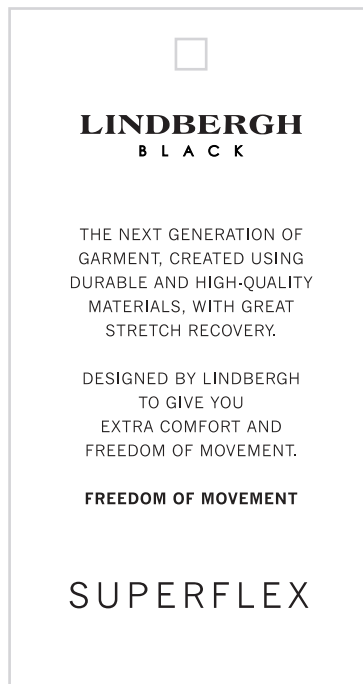 LINDBERGH
BLACK
THE NEXT GENERATION OF
GARMENT, CREATED USING
DURABLE AND HIGH-QUALITY
MATERIALS, WITH GREAT
STRETCH RECOVERY.
DESIGNED BY LINDBERGH
TO GIVE YOU
EXTRA COMFORT AND
FREEDOM OF MOVEMENT.
FREEDOM OF MOVEMENT
SUPERFLEX